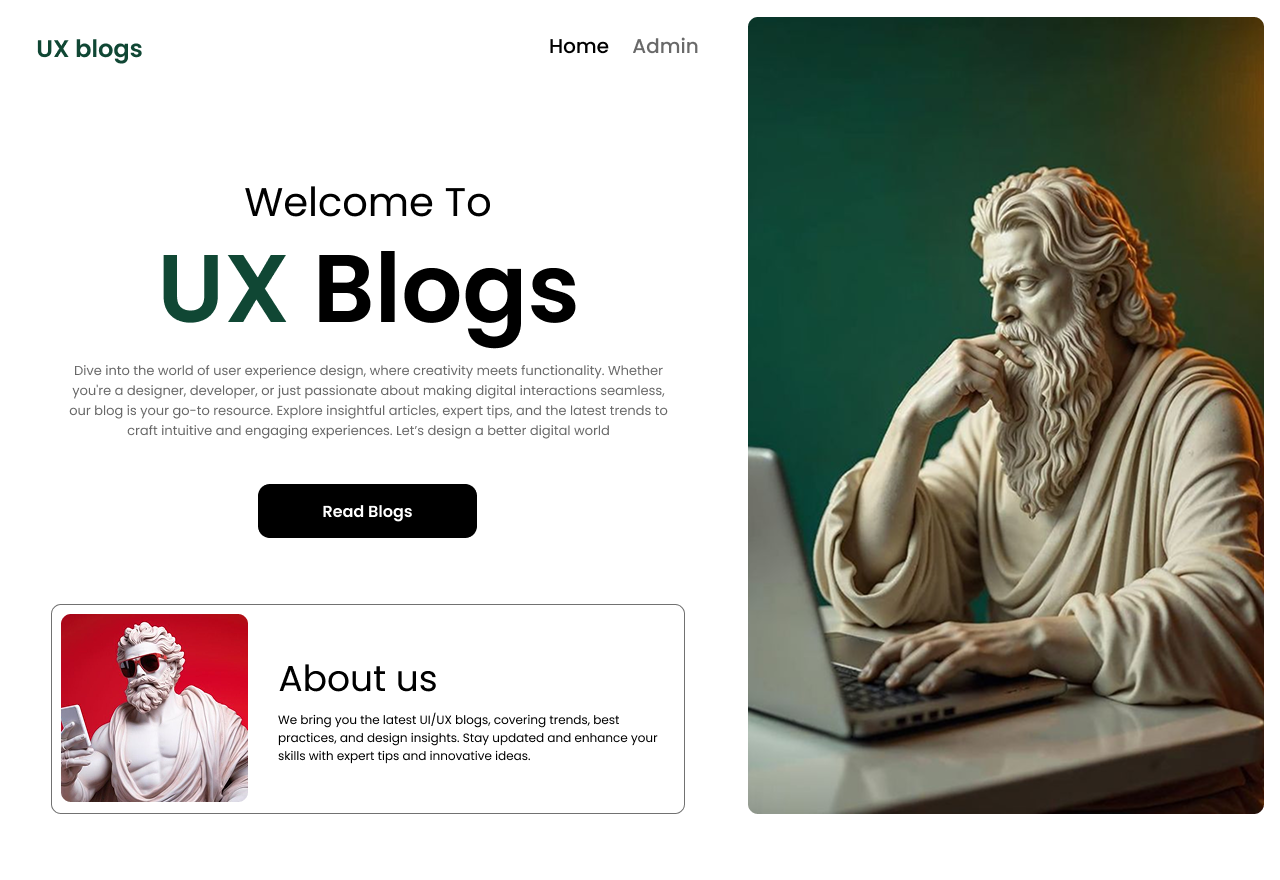 UX blogs
Home Admin
Welcome To
UX Blogs
Dive into the world of user experience design, where creativity meets functionality. Whether
you're a designer, developer, or just passionate about making digital interactions seamless,
our blog is your go-to resource. Explore insightful articles, expert tips, and the latest trends to
craft intuitive and engaging experiences. Let’s design a better digital world
Read Blogs
About us
We bring you the latest UI/UX blogs, covering trends, best
practices, and design insights. Stay updated and enhance your
skills with expert tips and innovative ideas.